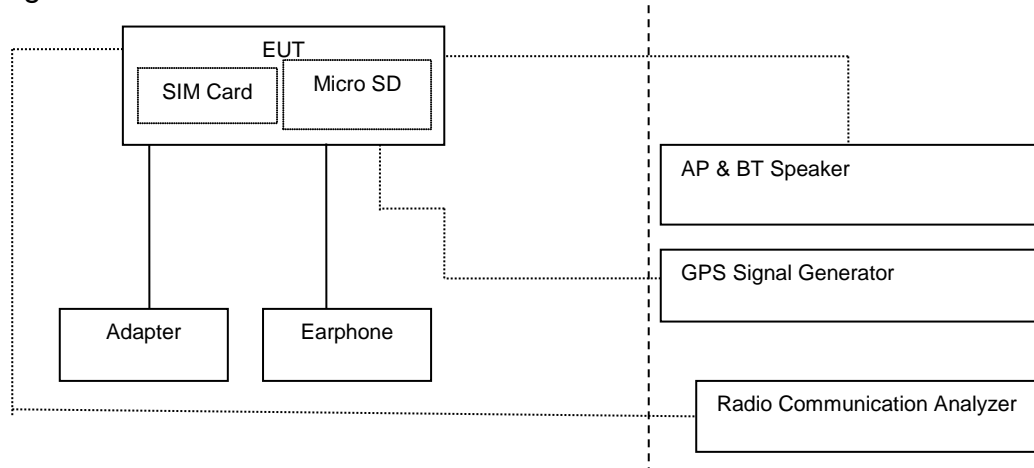 EUT
SIM Card
Micro SD
AP & BT Speaker
GPS Signal Generator
Adapter
Earphone
Radio Communication Analyzer